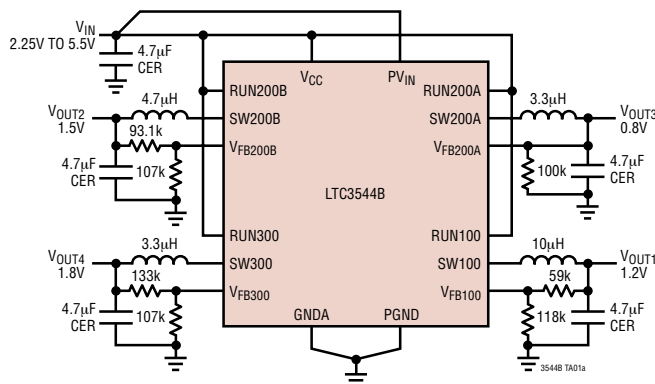 VIN
2.25V TO 5.5V
4.7µF
CER
VCC
PVIN
RUN200B
RUN200A
VOUT2
1.5V
4.7µH
SW200B
SW200A
3.3µH
VOUT3
0.8V
93.1k
VFB200B
VFB200A
4.7µF
CER
107k
LTC3544B
100k
4.7µF
CER
RUN300
RUN100
VOUT4
1.8V
3.3µH
SW300
SW100
10µH
VOUT1
1.2V
133k
VFB300
VFB100
59k
4.7µF
CER
107k
GNDA
PGND
118k
4.7µF
CER
3544B TA01a